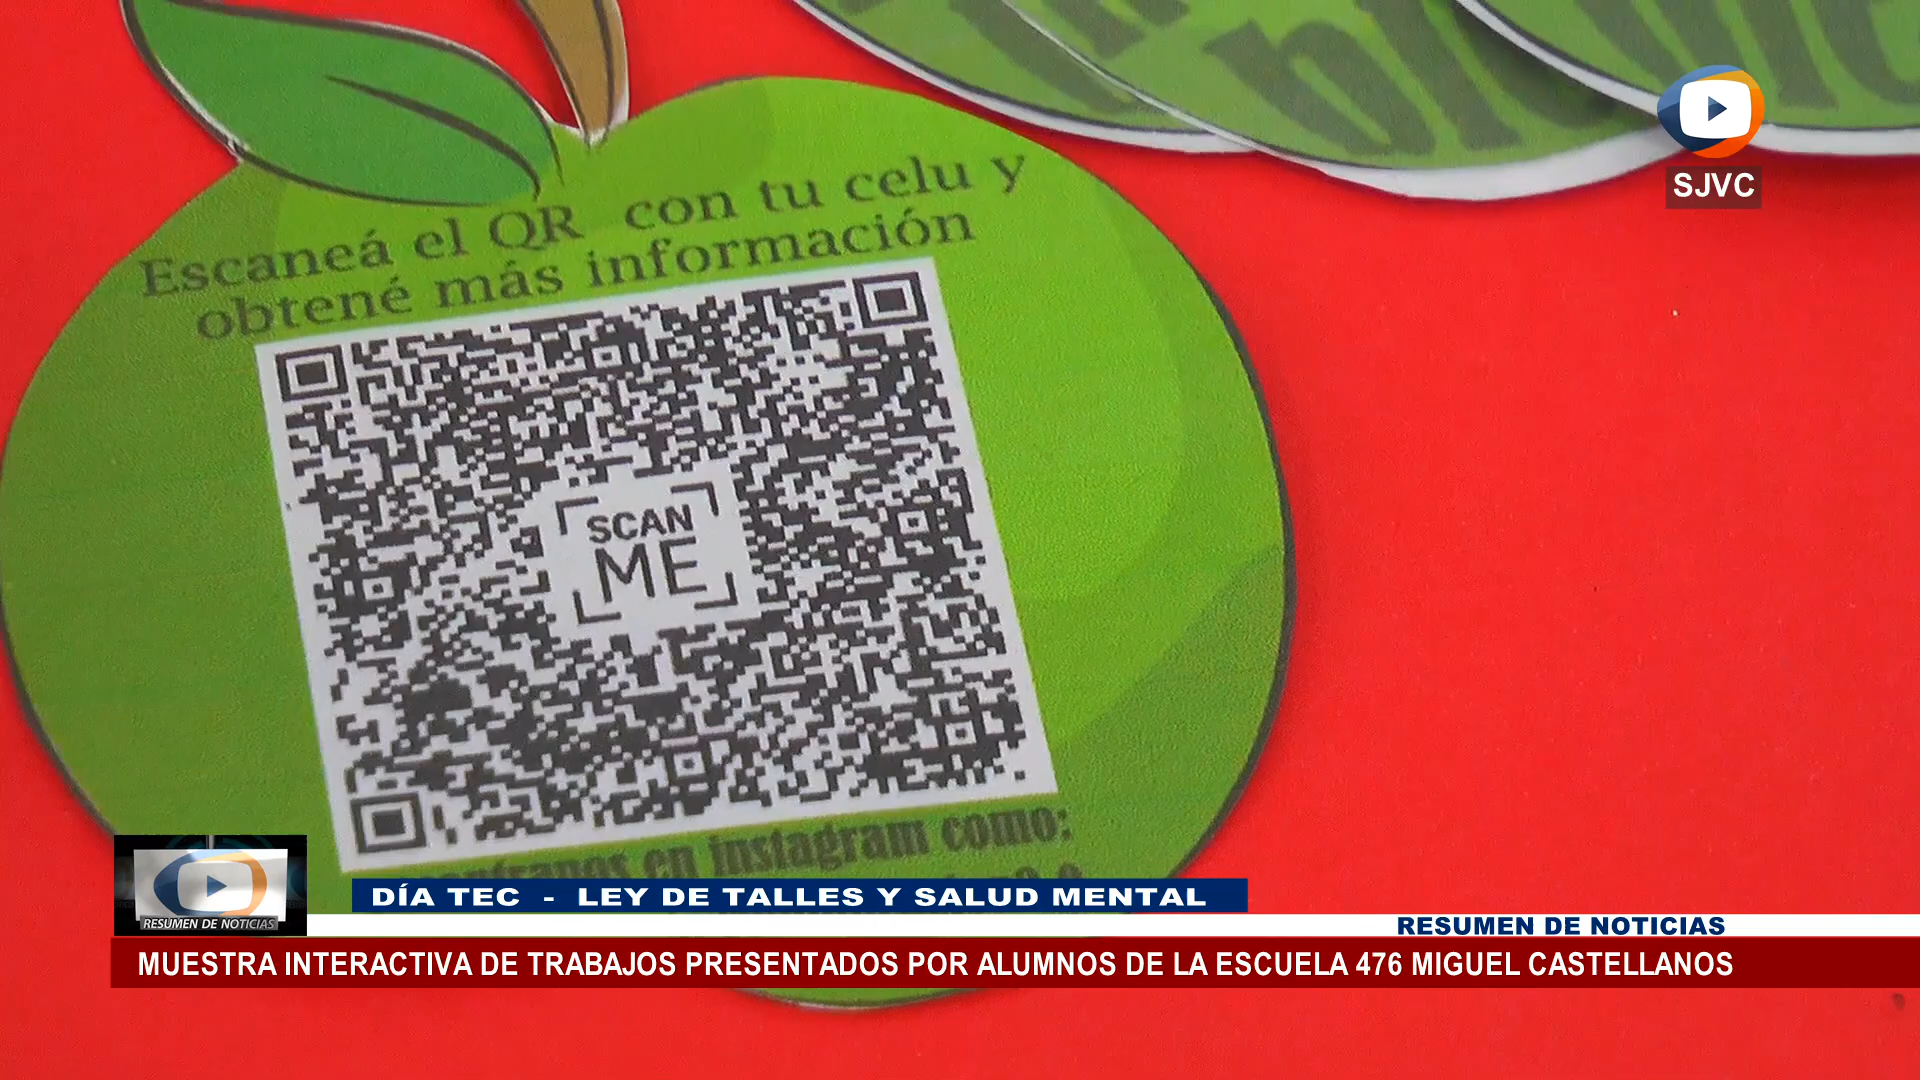 SJVC
Escaneá el QR con tu celu y
obtené más información
SCAN
ME
en instagram como:
DÍA TEC - LEY DE TALLES Y SALUD MENTAL
RESUMEN DE NOTICIAS
RESUMEN DE NOTICIAS
MUESTRA INTERACTIVA DE TRABAJOS PRESENTADOS POR ALUMNOS DE LA ESCUELA 476 MIGUEL CASTELLANOS